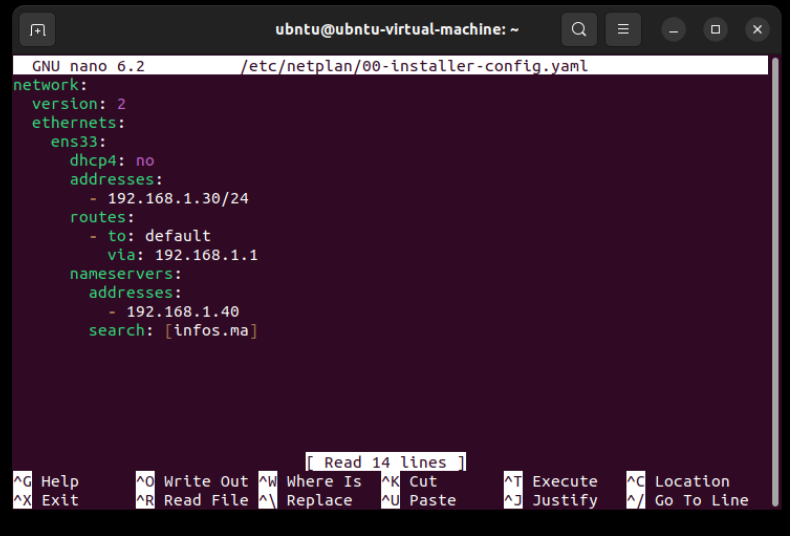 ubntu@ubntu-virtual-machine: ~
GNU nano 6.2 /etc/netplan/00-installer-config.yaml
network:
  version: 2
  ethernets:
    ens33:
      dhcp4: no
      addresses:
        - 192.168.1.30/24
      routes:
        - to: default
          via: 192.168.1.1
      nameservers:
        addresses:
          - 192.168.1.40
        search: [infos.ma]
[ Read 14 lines ]
^G Help ^O Write Out ^W Where Is ^K Cut ^T Execute ^C Location
^X Exit ^R Read File ^\ Replace ^U Paste ^J Justify ^/ Go To Line